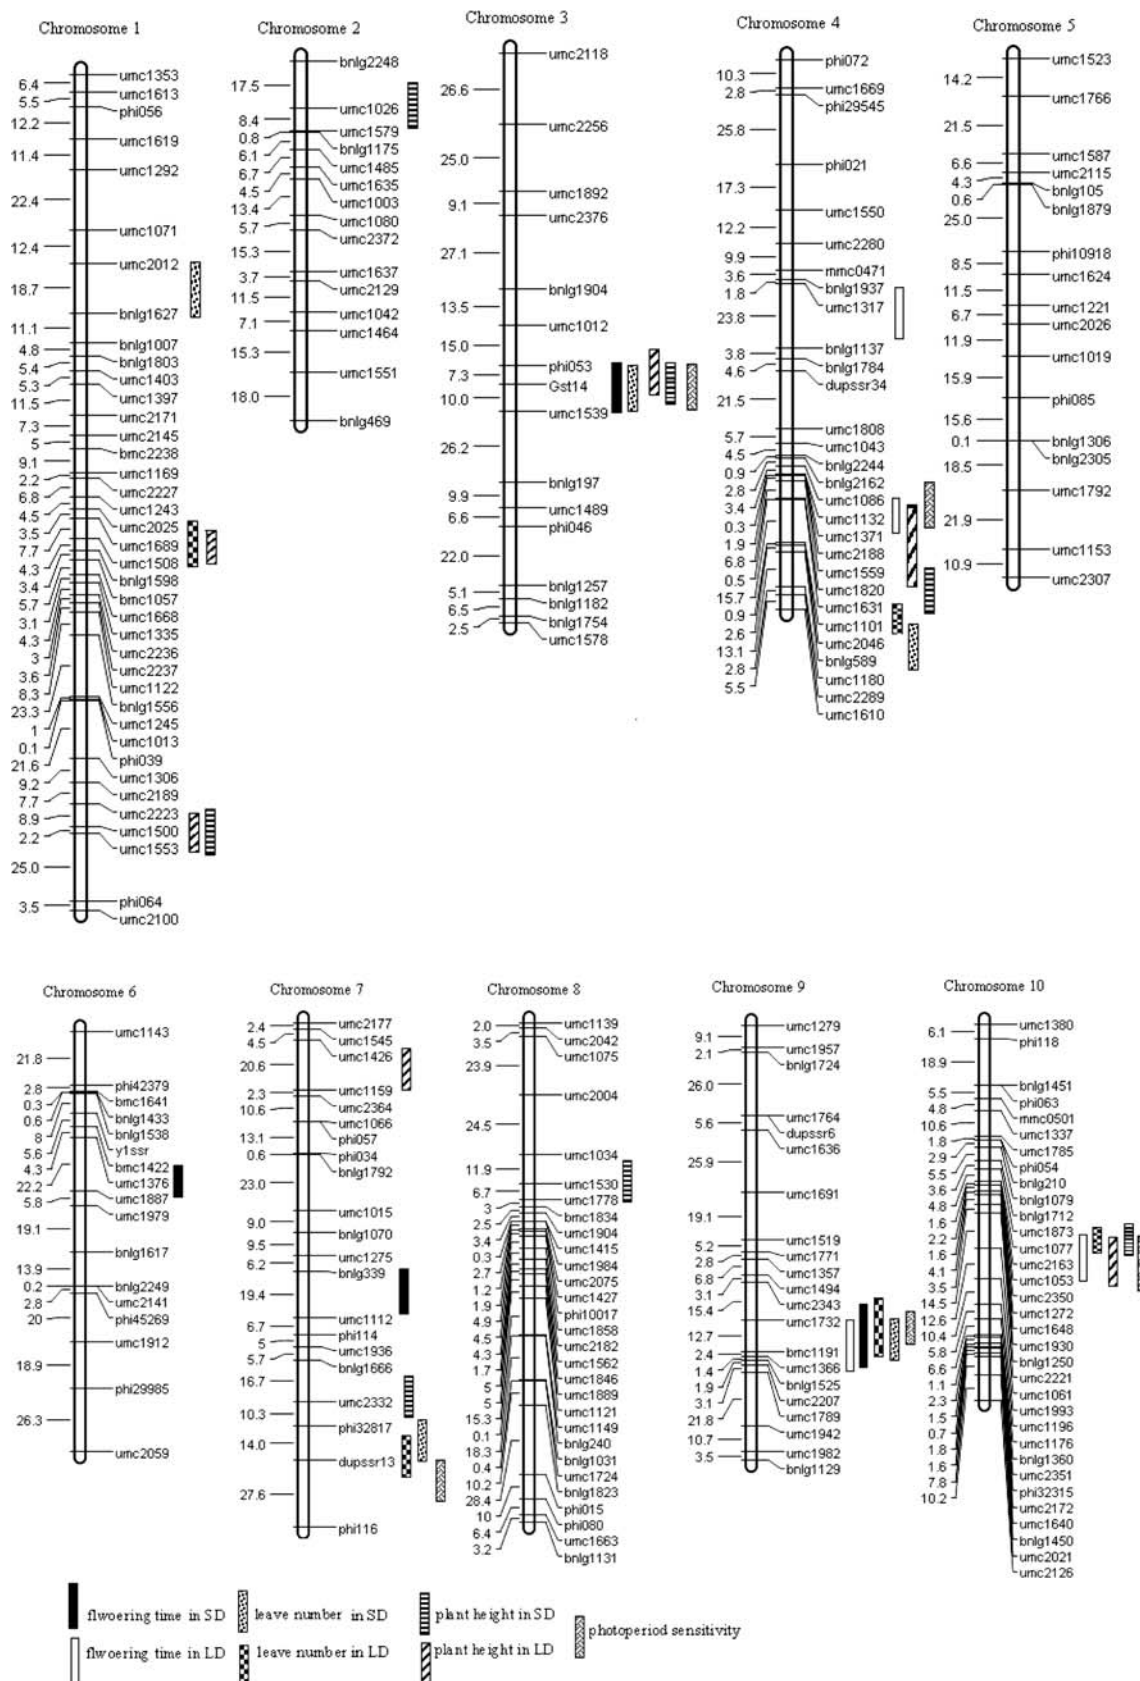 Chromosome 1
6.4
5.5
12.2
11.4
22.4
12.4
18.7
11.1
4.8
5.4
5.3
11.5
7.3
5
9.1
2.2
6.8
4.5
3.5
7.7
4.3
3.4
5.7
3.1
4.3
3
3.6
8.3
23.3
1
0.1
21.6
9.2
7.7
8.9
2.2
25.0
3.5
umc1353
umc1613
phi056
umc1619
umc1292
umc1071
umc2012
bnlg1627
bnlg1007
bnlg1803
umc1403
umc1397
umc2171
umc2145
bmc2238
umc1169
umc2227
umc1243
umc2025
umc1689
umc1508
bnlg1598
bmc1057
umc1668
umc1335
umc2236
umc2237
umc1122
bnlg1556
umc1245
umc1013
phi039
umc1306
umc2189
umc2223
umc1500
umc1553
phi064
umc2100
Chromosome 2
17.5
8.4
0.8
6.1
6.7
4.5
13.4
5.7
15.3
3.7
11.5
7.1
15.3
18.0
bnlg2248
umc1026
umc1579
bnlg1175
umc1485
umc1635
umc1003
umc1080
umc2372
umc1637
umc2129
umc1042
umc1464
umc1551
bnlg469
Chromosome 3
26.6
25.0
9.1
27.1
13.5
15.0
7.3
10.0
26.2
9.9
6.6
22.0
5.1
6.5
2.5
umc2118
umc2256
umc1892
umc2376
bnlg1904
umc1012
phi053
Gst14
umc1539
bnlg197
umc1489
phi046
bnlg1257
bnlg1182
bnlg1754
umc1578
Chromosome 4
10.3
2.8
25.8
17.3
12.2
9.9
3.6
1.8
23.8
3.8
4.6
21.5
5.7
4.5
0.9
2.8
3.4
0.3
1.9
6.8
0.5
15.7
0.9
2.6
13.1
2.8
5.5
phi072
umc1669
phi29545
phi021
umc1550
umc2280
mmc0471
bnlg1937
umc1317
bnlg1137
bnlg1784
dupssr34
umc1808
umc1043
bnlg2244
bnlg2162
umc1086
umc1132
umc1371
umc2188
umc1559
umc1820
umc1631
umc1101
umc2046
bnlg589
umc1180
umc2289
umc1610
Chromosome 5
14.2
21.5
6.6
4.3
0.6
25.0
8.5
11.5
6.7
11.9
15.9
15.6
0.1
18.5
21.9
10.9
umc1523
umc1766
umc1587
umc2115
bnlg105
bnlg1879
phi10918
umc1624
umc1221
umc2026
umc1019
phi085
bnlg1306
bnlg2305
umc1792
umc1153
umc2307
Chromosome 6
21.8
2.8
0.3
0.6
8
5.6
4.3
22.2
5.8
19.1
13.9
0.2
2.8
20
18.9
26.3
umc1143
phi42379
bmc1641
bnlg1433
bnlg1538
y1ssr
bmc1422
umc1376
umc1887
umc1979
bnlg1617
bnlg2249
umc2141
phi45269
umc1912
phi29985
umc2059
Chromosome 7
2.4
4.5
20.6
2.3
10.6
13.1
0.6
23.0
9.0
9.5
6.2
19.4
6.7
5
5.7
16.7
10.3
14.0
27.6
umc2177
umc1545
umc1426
umc1159
umc2364
umc1066
phi057
phi034
bnlg1792
umc1015
bnlg1070
umc1275
bnlg339
umc1112
phi114
umc1936
bnlg1666
umc2332
phi32817
dupssr13
phi116
Chromosome 8
2.0
3.5
23.9
24.5
11.9
6.7
3
2.5
3.4
0.3
2.7
1.2
1.9
4.9
4.5
4.3
1.7
5
5
15.3
0.1
18.3
0.4
10.2
28.4
10
6.4
3.2
umc1139
umc2042
umc1075
umc2004
umc1034
umc1530
umc1778
bmc1834
umc1904
umc1415
umc1984
umc2075
umc1427
phi10017
umc1858
umc2182
umc1562
umc1846
umc1889
umc1121
umc1149
bnlg240
bnlg1031
umc1724
bnlg1823
phi015
phi080
umc1663
bnlg1131
Chromosome 9
9.1
2.1
26.0
5.6
25.9
19.1
5.2
2.8
6.8
3.1
15.4
12.7
2.4
1.4
1.9
3.1
21.8
10.7
3.5
umc1279
umc1957
bnlg1724
umc1764
dupssr6
umc1636
umc1691
umc1519
umc1771
umc1357
umc1494
umc2343
umc1732
bmc1191
umc1366
bnlg1525
umc2207
umc1789
umc1942
umc1982
bnlg1129
Chromosome 10
6.1
18.9
5.5
4.8
10.6
1.8
2.9
5.5
3.6
4.8
1.6
2.2
1.6
4.1
3.5
14.5
12.6
10.4
5.8
6.6
1.1
2.3
1.5
0.7
1.8
1.6
7.8
10.2
umc1380
phi118
bnlg1451
phi063
mmc0501
umc1337
umc1785
phi054
bnlg210
bnlg1079
bnlg1712
umc1873
umc1077
umc2163
umc1053
umc2350
umc1272
umc1648
umc1930
bnlg1250
umc2221
umc1061
umc1993
umc1196
umc1176
bnlg1360
umc2351
phi32315
umc2172
umc1640
bnlg1450
umc2021
umc2126
flwoering time in SD
leave number in SD
plant height in SD
photoperiod sensitivity
flwoering time in LD
leave number in LD
plant height in LD